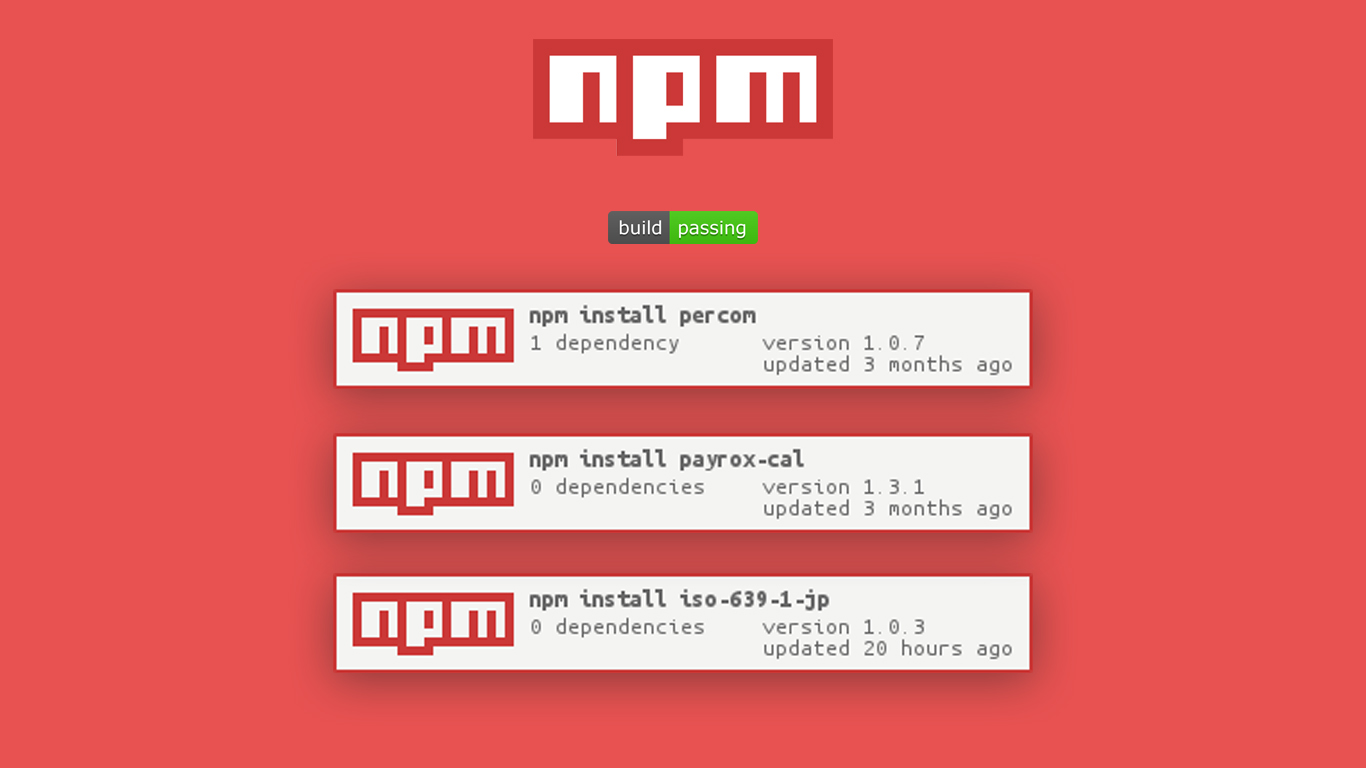 npm
build passing
npm
npm install percom
1 dependency version 1.0.7
updated 3 months ago
npm
npm install payrox-cal
0 dependencies version 1.3.1
updated 3 months ago
npm
npm install iso-639-1-jp
0 dependencies version 1.0.3
updated 20 hours ago